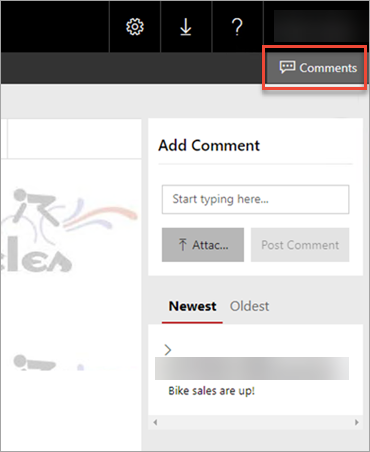 ?
Comments
Add Comment
Start typing here...
Attac... Post Comment
Newest Oldest
Bike sales are up!